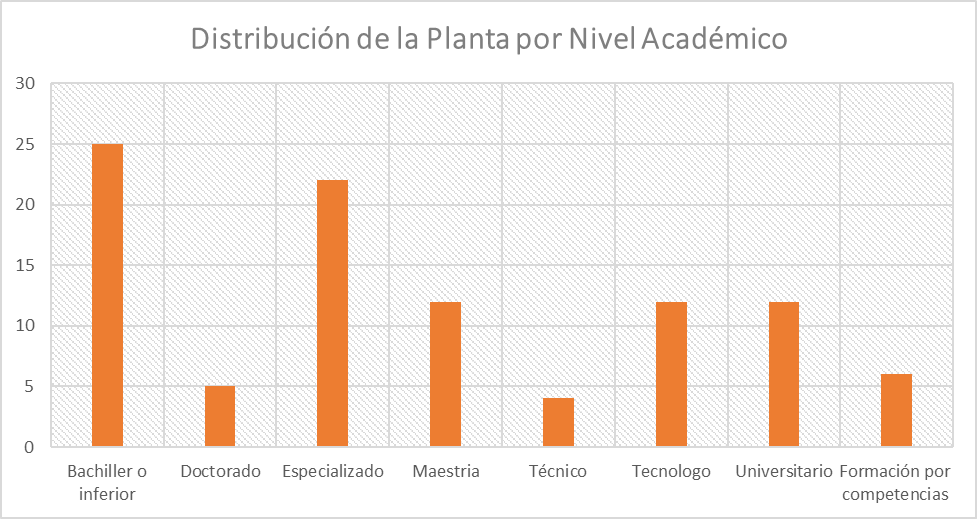 Distribución de la Planta por Nivel Académico
30
25
20
15
10
5
0
Bachiller o
inferior
Doctorado
Especializado
Maestria
Técnico
Tecnologo
Universitario
Formación por
competencias